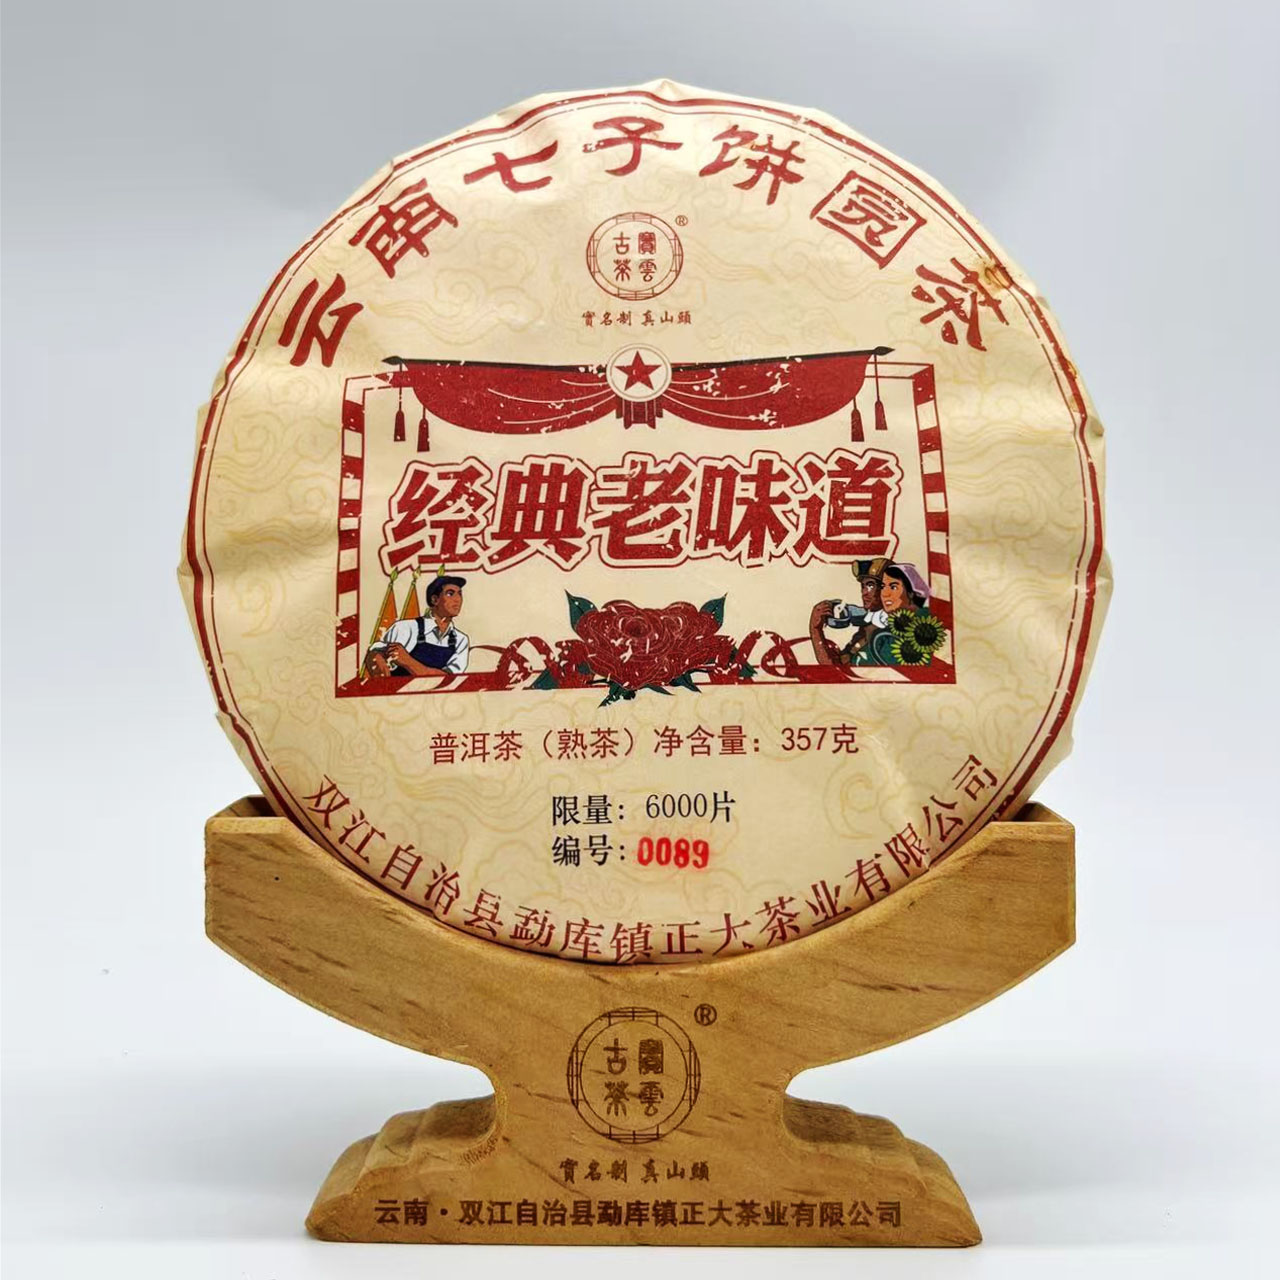 云南七子饼圆茶
寶雲古茶®
實名制 真山頭
经典老味道
普洱茶（熟茶）净含量：357克
限量：6000片
编号：0089
双江自治县勐库镇正大茶业有限公司
寶雲古茶®
實名制 真山頭
云南·双江自治县勐库镇正大茶业有限公司